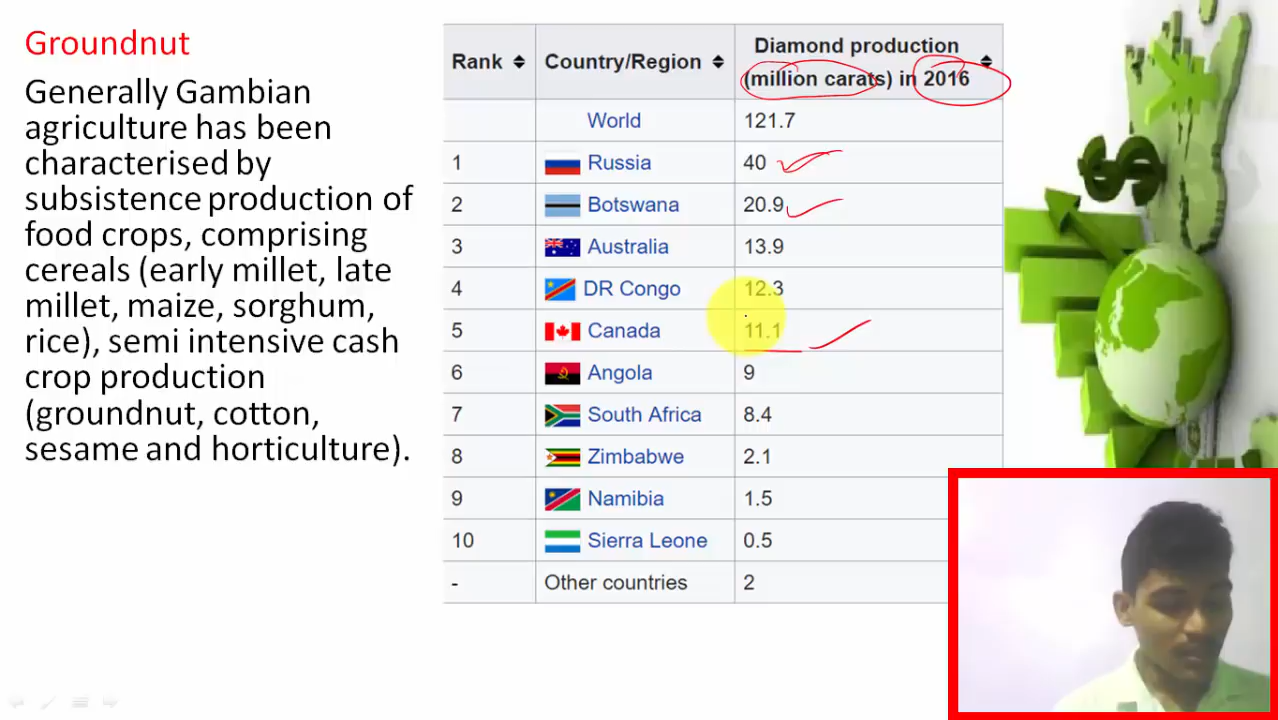 Groundnut
Generally Gambian
agriculture has been
characterised by
subsistence production of
food crops, comprising
cereals (early millet, late
millet, maize, sorghum,
rice), semi intensive cash
crop production
(groundnut, cotton,
sesame and horticulture).
Rank Country/Region Diamond production
(million carats) in 2016
World 121.7
1 Russia 40
2 Botswana 20.9
3 Australia 13.9
4 DR Congo 12.3
5 Canada 11.1
6 Angola 9
7 South Africa 8.4
8 Zimbabwe 2.1
9 Namibia 1.5
10 Sierra Leone 0.5
- Other countries 2
$